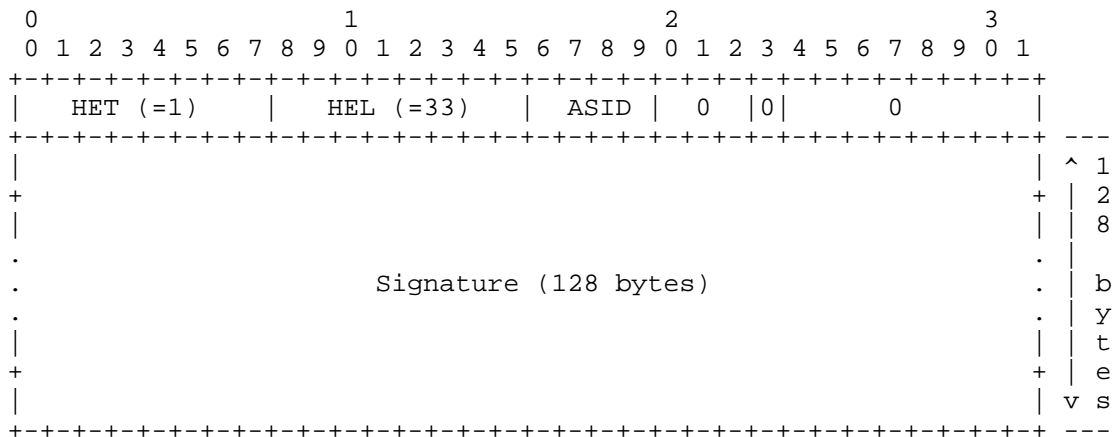 0                   1                   2                   3
 0 1 2 3 4 5 6 7 8 9 0 1 2 3 4 5 6 7 8 9 0 1 2 3 4 5 6 7 8 9 0 1
+-+-+-+-+-+-+-+-+-+-+-+-+-+-+-+-+-+-+-+-+-+-+-+-+-+-+-+-+-+-+-+-+
|   HET (=1)    |   HEL (=33)   |  ASID |  0  |0|      0        |
+-+-+-+-+-+-+-+-+-+-+-+-+-+-+-+-+-+-+-+-+-+-+-+-+-+-+-+-+-+-+-+-+ ---
|                                                               | ^ 1
+                                                               + | 2
|                                                               | | 8
.                                                               . |
.                      Signature (128 bytes)                    . | b
.                                                               . | y
|                                                               | | t
+                                                               + | e
|                                                               | v s
+-+-+-+-+-+-+-+-+-+-+-+-+-+-+-+-+-+-+-+-+-+-+-+-+-+-+-+-+-+-+-+-+ ---